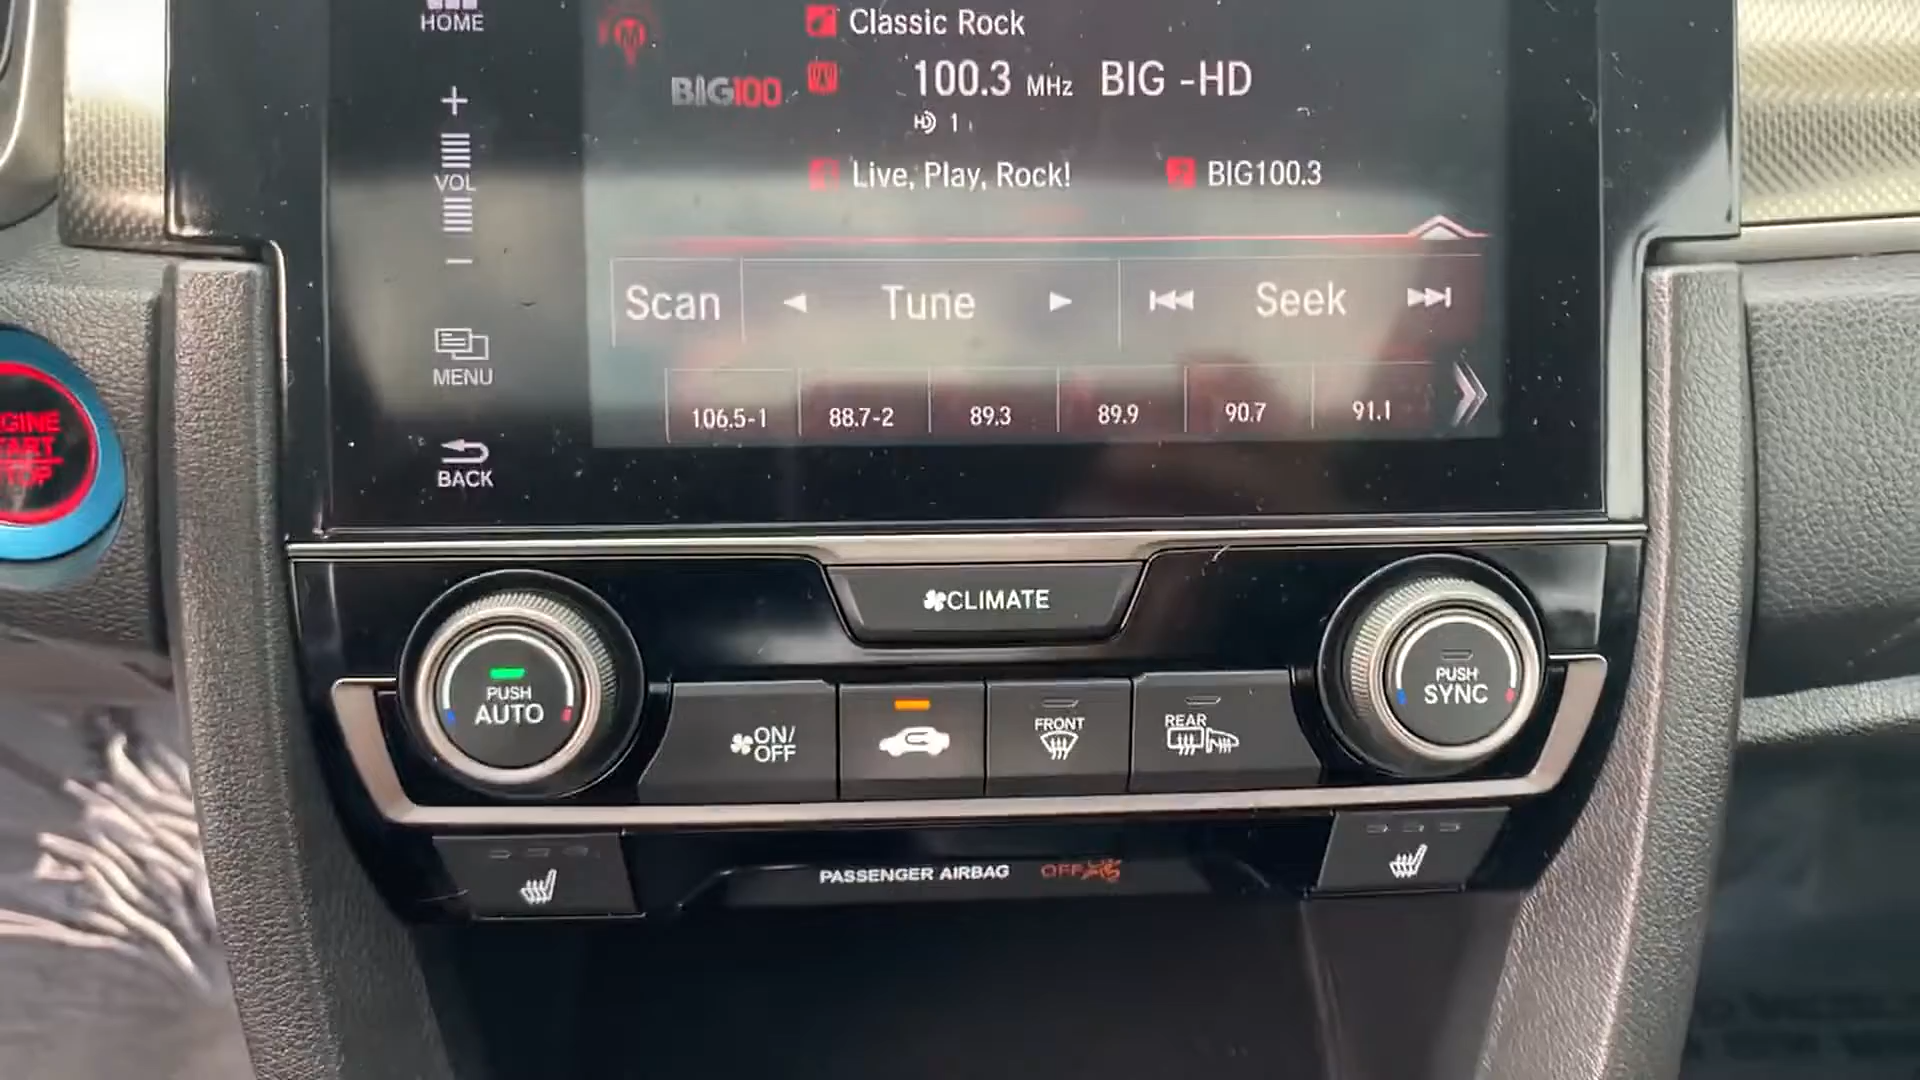 HOME
Classic Rock
BIG100
100.3 MHz BIG -HD
HD 1
+
VOL
−
Live, Play, Rock!
BIG100.3
Scan
Tune
Seek
MENU
106.5-1
88.7-2
89.3
89.9
90.7
91.1
BACK
CLIMATE
PUSH
AUTO
ON/
OFF
FRONT
REAR
PUSH
SYNC
PASSENGER AIRBAG OFF